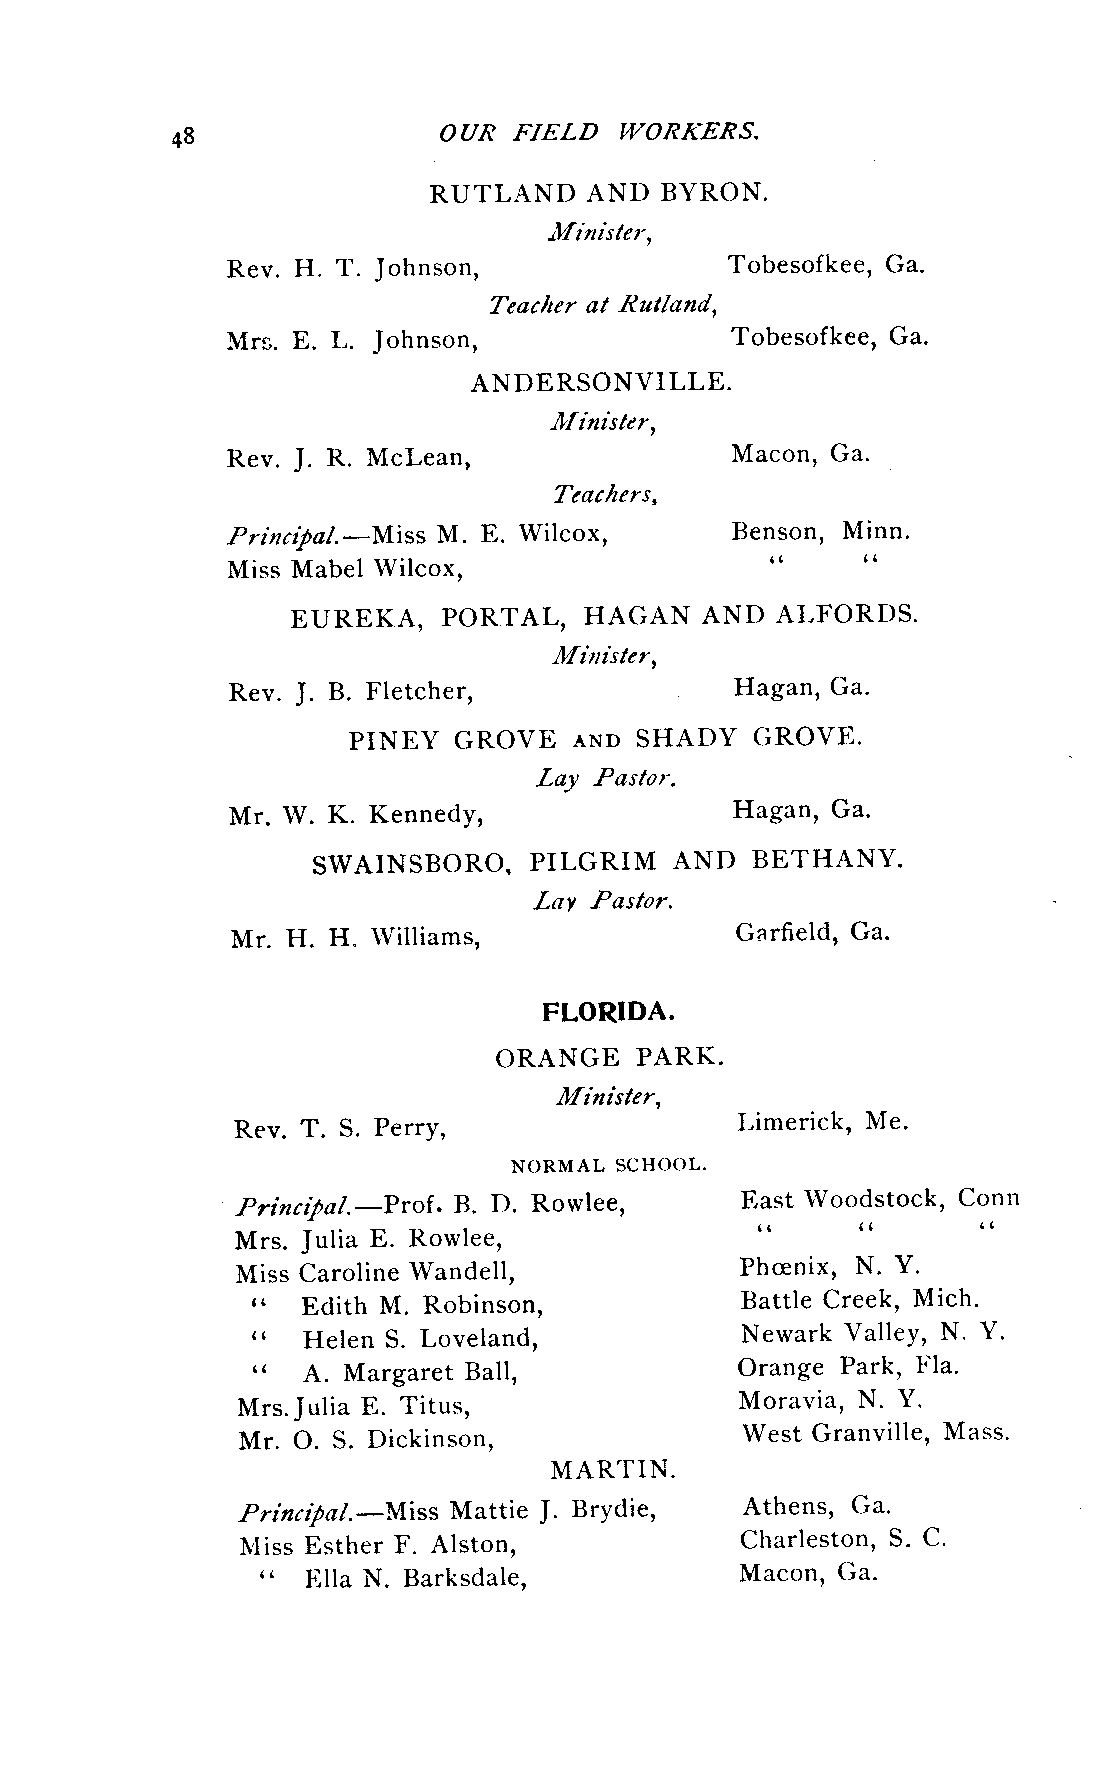 48 OUR FIELD WORKERS.
RUTLAND AND BYRON.
Minister,
Rev. H. T. Johnson, Tobesofkee, Ga.
Teacher at Rutland,
Mrs. E. L. Johnson, Tobesofkee, Ga.
ANDERSONVILLE.
Minister,
Rev. J. R. McLean, Macon, Ga.
Teachers,
Principal.—Miss M. E. Wilcox, Benson, Minn.
Miss Mabel Wilcox, “ “
EUREKA, PORTAL, HAGAN AND ALFORDS.
Minister,
Rev. J. B. Fletcher, Hagan, Ga.
PINEY GROVE AND SHADY GROVE.
Lay Pastor.
Mr. W. K. Kennedy, Hagan, Ga.
SWAINSBORO, PILGRIM AND BETHANY.
Lay Pastor.
Mr. H. H. Williams, Garfield, Ga.
FLORIDA.
ORANGE PARK.
Minister,
Rev. T. S. Perry, Limerick, Me.
NORMAL SCHOOL.
Principal.—Prof. B. D. Rowlee, East Woodstock, Conn
Mrs. Julia E. Rowlee, “ “ “
Miss Caroline Wandell, Phœnix, N. Y.
“ Edith M. Robinson, Battle Creek, Mich.
“ Helen S. Loveland, Newark Valley, N. Y.
“ A. Margaret Ball, Orange Park, Fla.
Mrs. Julia E. Titus, Moravia, N. Y.
Mr. O. S. Dickinson, West Granville, Mass.
MARTIN.
Principal.—Miss Mattie J. Brydie, Athens, Ga.
Miss Esther F. Alston, Charleston, S. C.
“ Ella N. Barksdale, Macon, Ga.